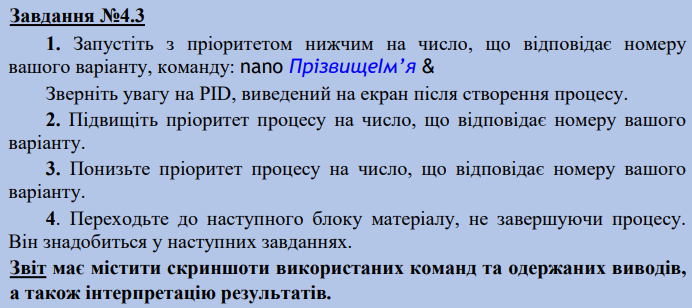 Завдання №4.3
1. Запустіть з пріоритетом нижчим на число, що відповідає номеру
вашого варіанту, команду: nano ПрізвищеІм’я &
Зверніть увагу на PID, виведений на екран після створення процесу.
2. Підвищіть пріоритет процесу на число, що відповідає номеру вашого
варіанту.
3. Понизьте пріоритет процесу на число, що відповідає номеру вашого
варіанту.
4. Переходьте до наступного блоку матеріалу, не завершуючи процесу.
Він знадобиться у наступних завданнях.
Звіт має містити скриншоти використаних команд та одержаних виводів,
а також інтерпретацію результатів.